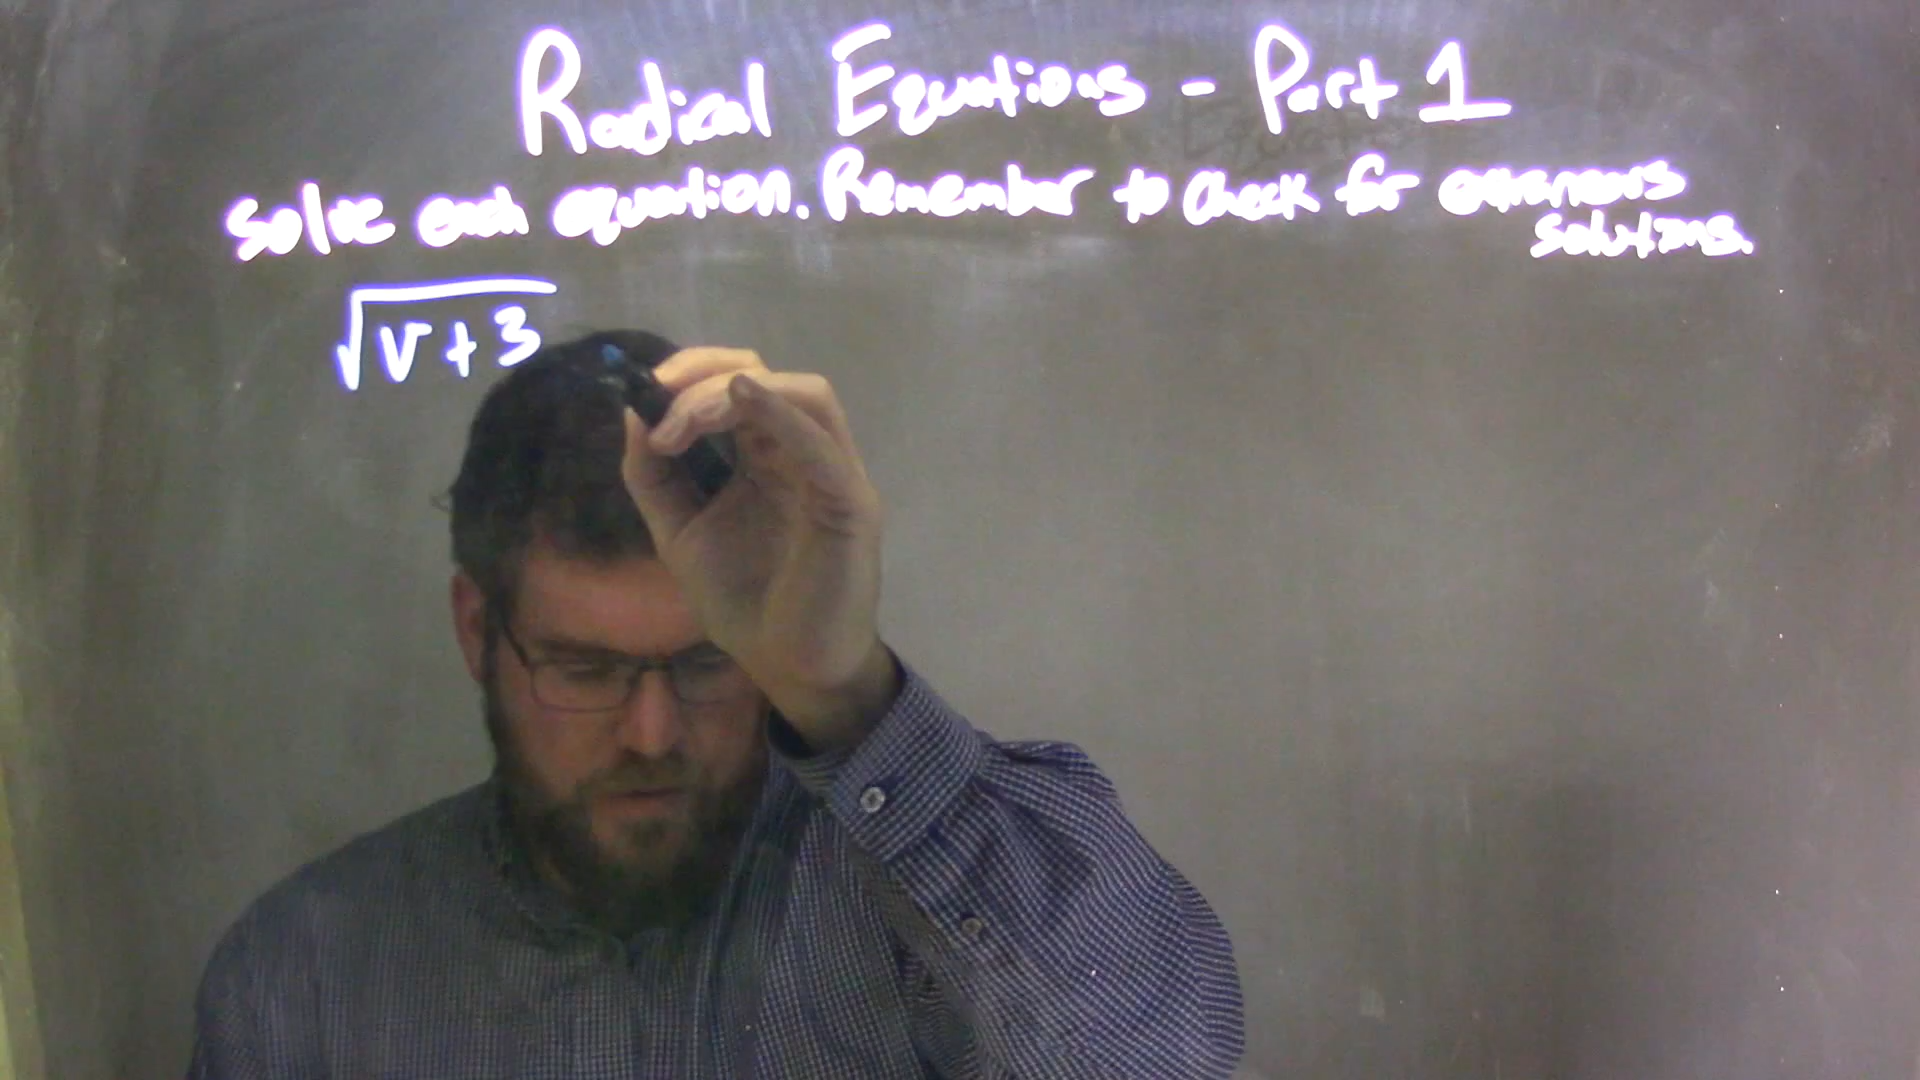 Radical Equations - Part 1
Solve each equation. Remember to check for extraneous
solutions.
√(v+3)